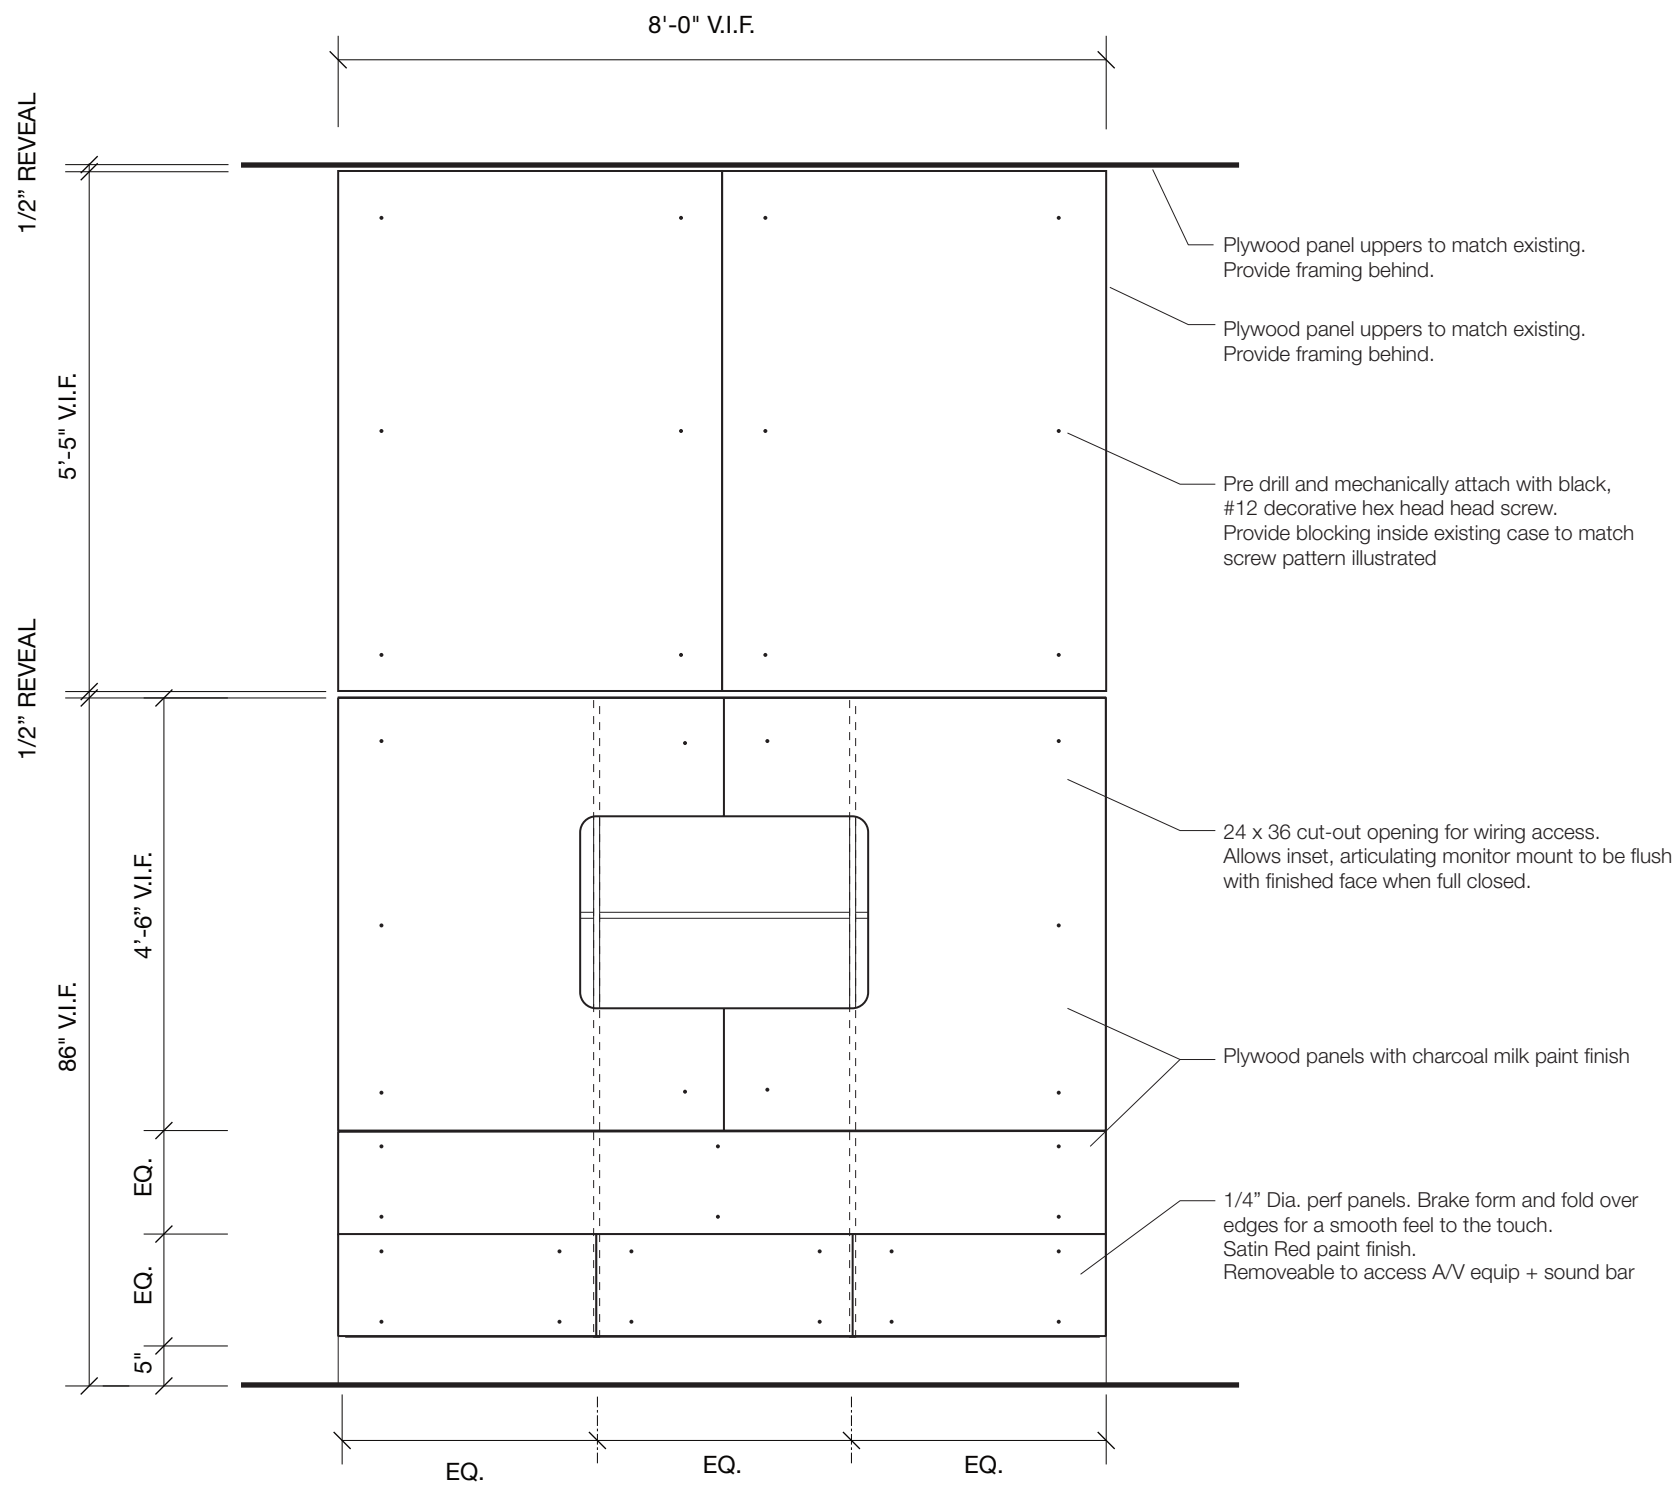 8'-0" V.I.F.
1/2” REVEAL
5’-5" V.I.F.
1/2” REVEAL
4’-6” V.I.F.
86" V.I.F.
EQ.
EQ.
5"
Plywood panel uppers to match existing.
Provide framing behind.
Plywood panel uppers to match existing.
Provide framing behind.
Pre drill and mechanically attach with black,
#12 decorative hex head head screw.
Provide blocking inside existing case to match
screw pattern illustrated
24 x 36 cut-out opening for wiring access.
Allows inset, articulating monitor mount to be flush
with finished face when full closed.
Plywood panels with charcoal milk paint finish
1/4” Dia. perf panels. Brake form and fold over
edges for a smooth feel to the touch.
Satin Red paint finish.
Removeable to access A/V equip + sound bar
EQ.
EQ.
EQ.